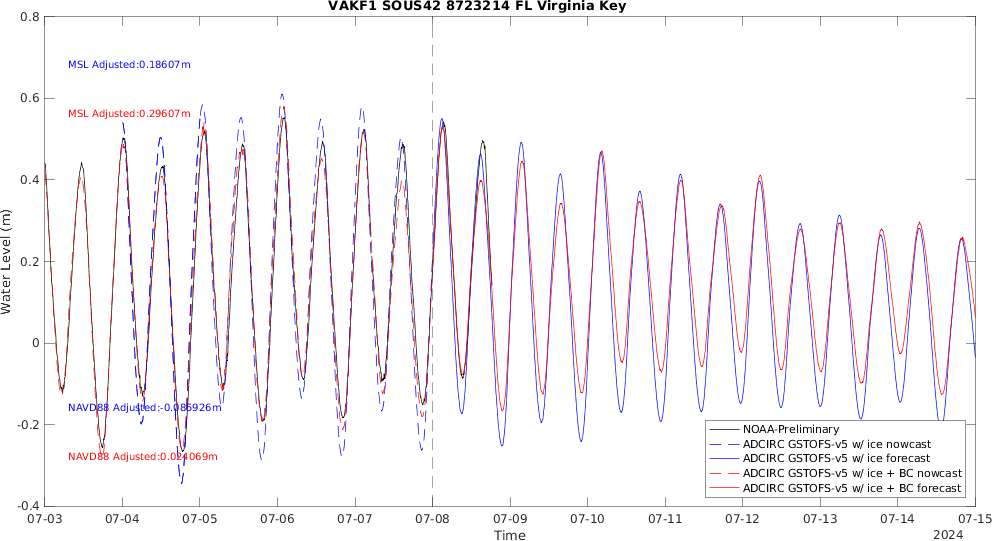 VAKF1 SOUS42 8723214 FL Virginia Key
0.8
0.6
0.4
0.2
0
-0.2
-0.4
Water Level (m)
MSL Adjusted:0.18607m
MSL Adjusted:0.29607m
NAVD88 Adjusted:-0.085926m
NAVD88 Adjusted:0.024069m
NOAA-Preliminary
ADCIRC GSTOFS-v5 w/ ice nowcast
ADCIRC GSTOFS-v5 w/ ice forecast
ADCIRC GSTOFS-v5 w/ ice + BC nowcast
ADCIRC GSTOFS-v5 w/ ice + BC forecast
07-03 07-04 07-05 07-06 07-07 07-08 07-09 07-10 07-11 07-12 07-13 07-14 07-15
Time
2024